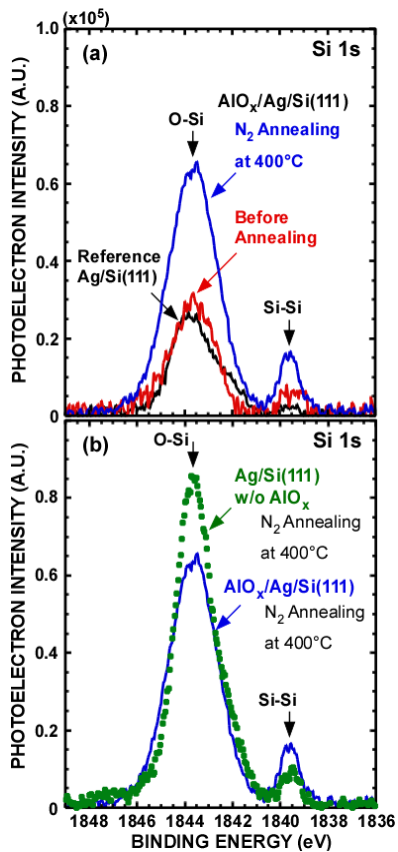 (x10⁵)
1.0
(a)
Si 1s
AlOₓ/Ag/Si(111)
O-Si
N₂ Annealing
at 400°C
0.8
0.6
Before
Annealing
Reference
Ag/Si(111)
0.4
Si-Si
0.2
0
PHOTOELECTRON INTENSITY (A.U.)
(b)
Si 1s
O-Si
Ag/Si(111)
w/o AlOₓ
N₂ Annealing
at 400°C
0.8
0.6
AlOₓ/Ag/Si(111)
N₂ Annealing
at 400°C
0.4
Si-Si
0.2
0
PHOTOELECTRON INTENSITY (A.U.)
1848 1846 1844 1842 1840 1838 1836
BINDING ENERGY (eV)